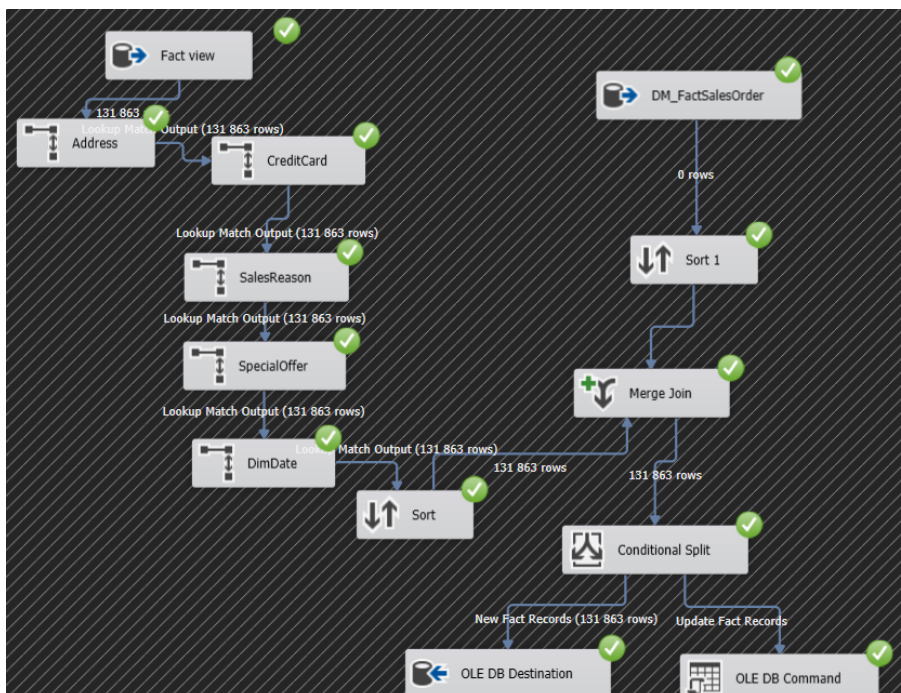 Fact view
DM_FactSalesOrder
131 863
Lookup Match Output (131 863 rows)
Address
CreditCard
0 rows
Lookup Match Output (131 863 rows)
Sort 1
SalesReason
Lookup Match Output (131 863 rows)
SpecialOffer
Merge Join
Lookup Match Output (131 863 rows)
Lookup Match Output (131 863 rows)
DimDate
131 863 rows
131 863 rows
Sort
Conditional Split
New Fact Records (131 863 rows)
Update Fact Records
OLE DB Destination
OLE DB Command